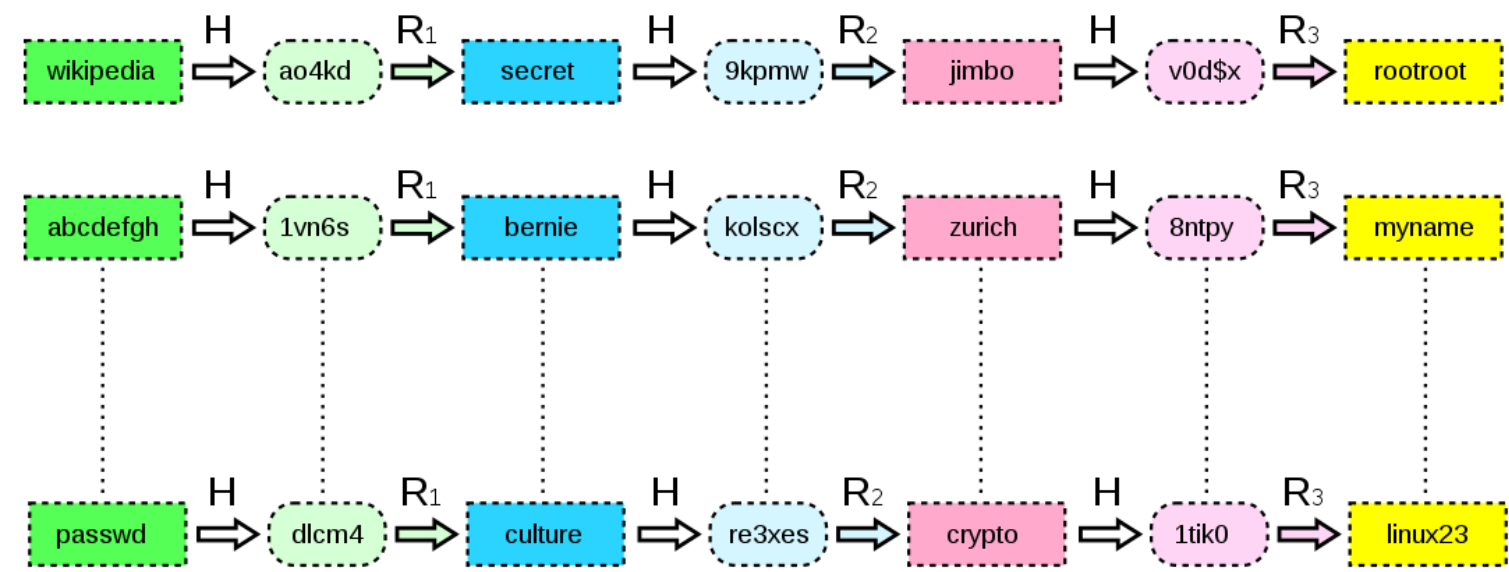 H R1 H R2 H R3
wikipedia ao4kd secret 9kpmw jimbo v0d$x rootroot
H R1 H R2 H R3
abcdefgh 1vn6s bernie kolscx zurich 8ntpy myname
H R1 H R2 H R3
passwd dlcm4 culture re3xes crypto 1tik0 linux23